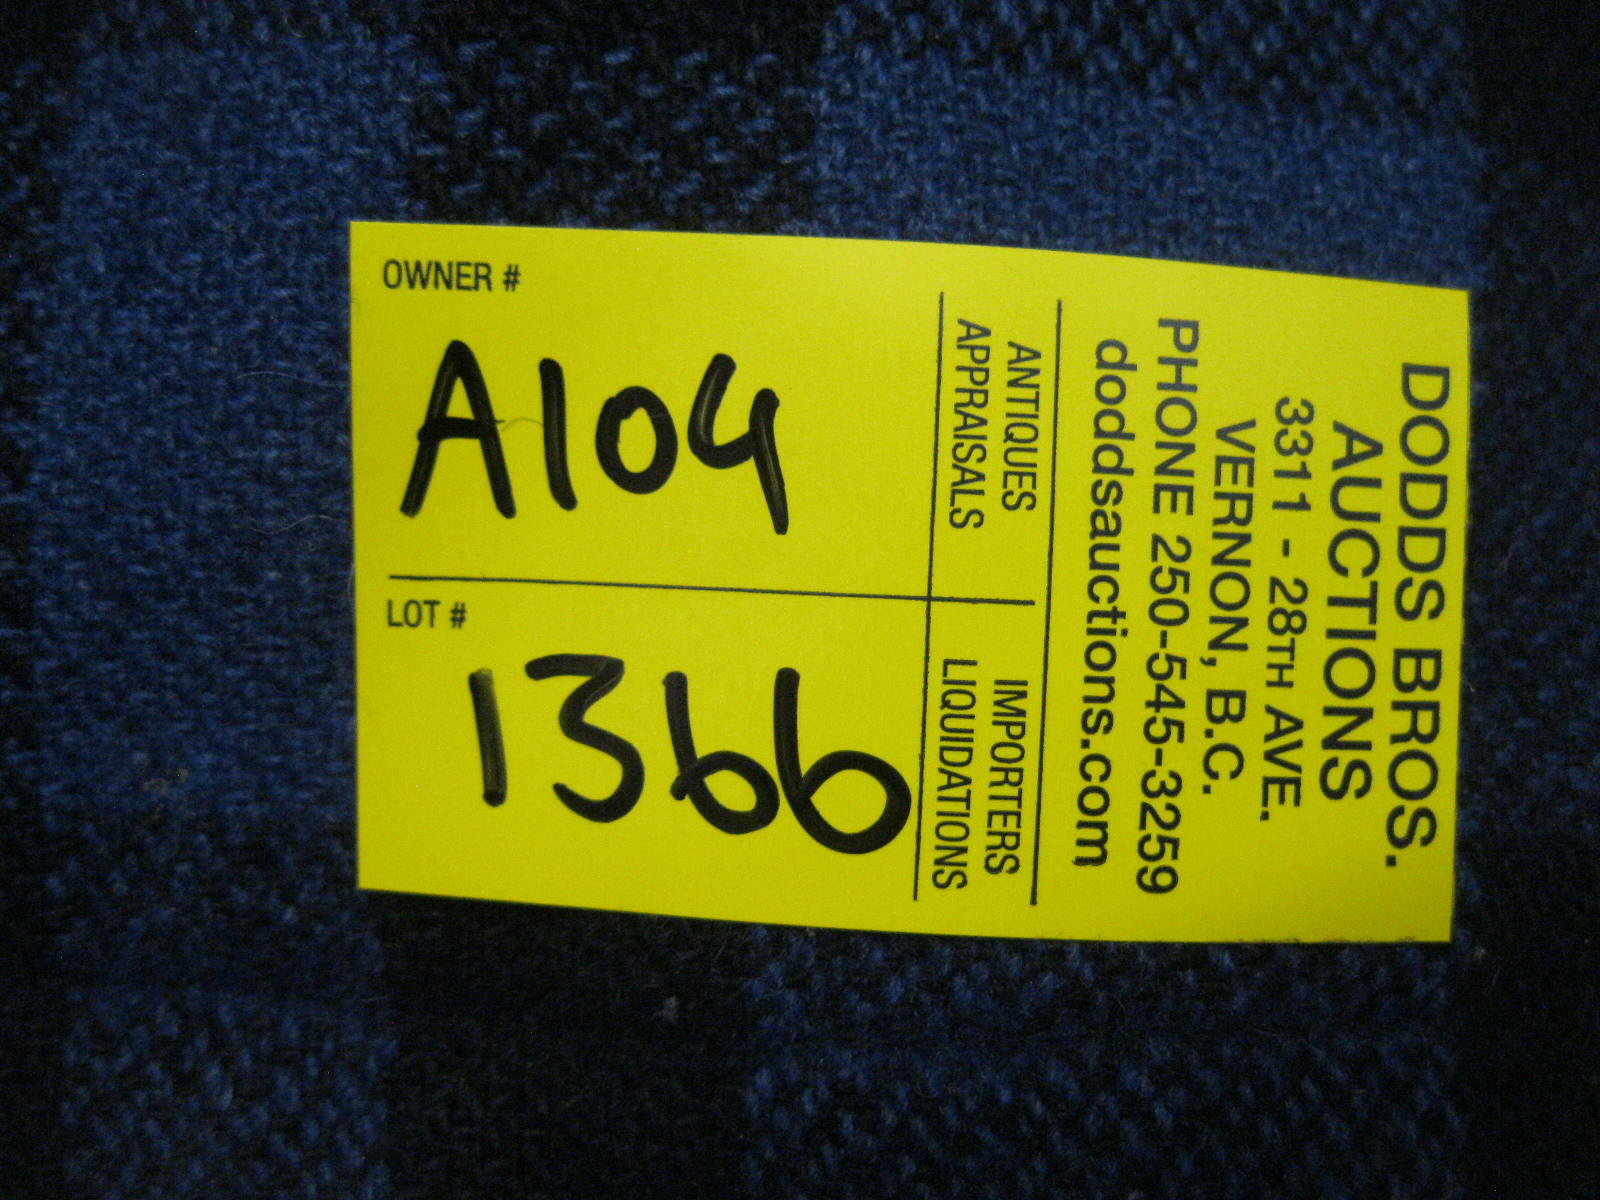 DODDS BROS.
AUCTIONS
3311 - 28TH AVE.
VERNON, B.C.
PHONE 250-545-3259
doddsauctions.com
ANTIQUES
APPRAISALS
IMPORTERS
LIQUIDATIONS
OWNER #
A104
LOT #
1366